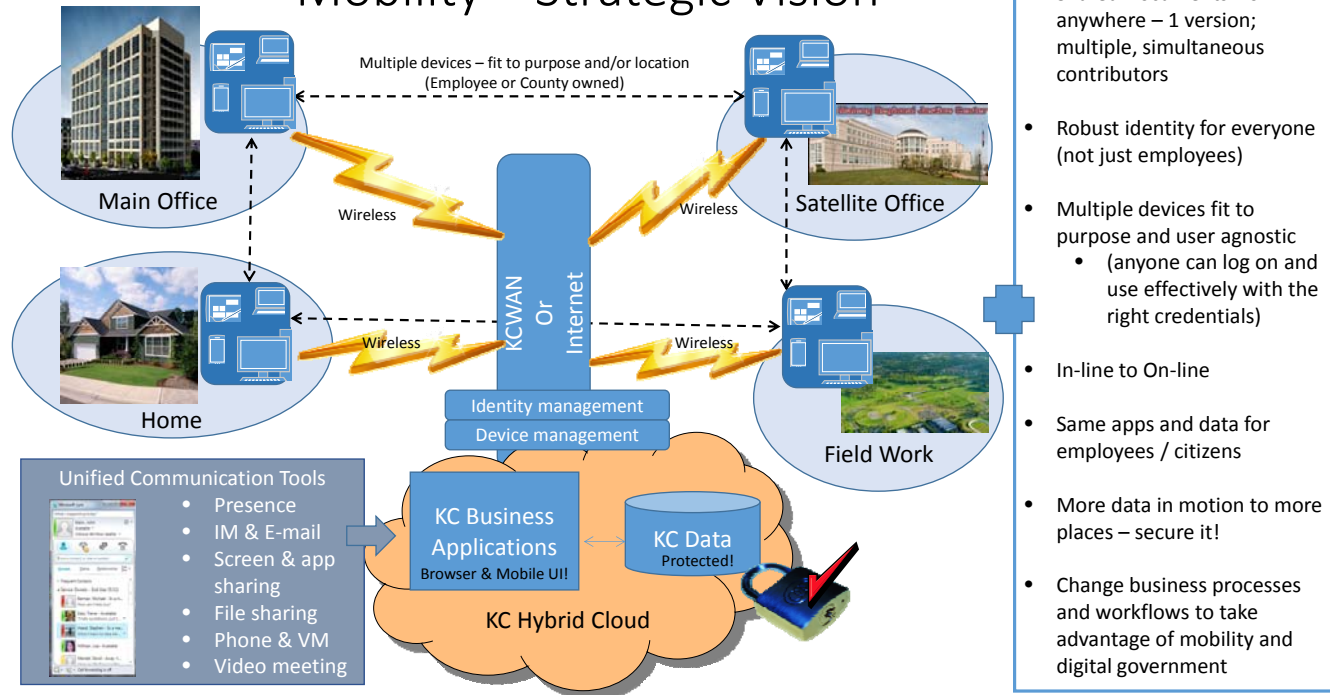 Mobility – Strategic Vision
Multiple devices – fit to purpose and/or location
(Employee or County owned)
Main Office
Satellite Office
Wireless
Wireless
Wireless
Wireless
Home
Field Work
KCWAN
Or
Internet
Identity management
Device management
Unified Communication Tools
• Presence
• IM & E-mail
• Screen & app
sharing
• File sharing
• Phone & VM
• Video meeting
KC Business
Applications
Browser & Mobile UI!
KC Data
Protected!
KC Hybrid Cloud
anywhere – 1 version;
multiple, simultaneous
contributors
• Robust identity for everyone
(not just employees)
• Multiple devices fit to
purpose and user agnostic
• (anyone can log on and
use effectively with the
right credentials)
• In-line to On-line
• Same apps and data for
employees / citizens
• More data in motion to more
places – secure it!
• Change business processes
and workflows to take
advantage of mobility and
digital government